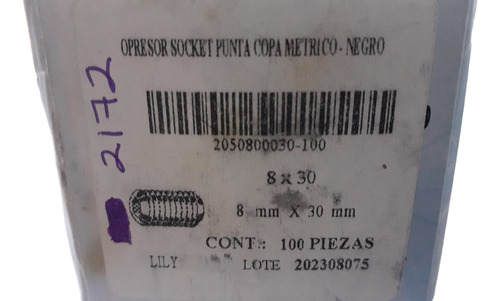 OPRESOR SOCKET PUNTA COPA METRICO - NEGRO
2172
2050800030-100
8 x 30
8 mm X 30 mm
CONT.: 100 PIEZAS
LILY LOTE 202308075